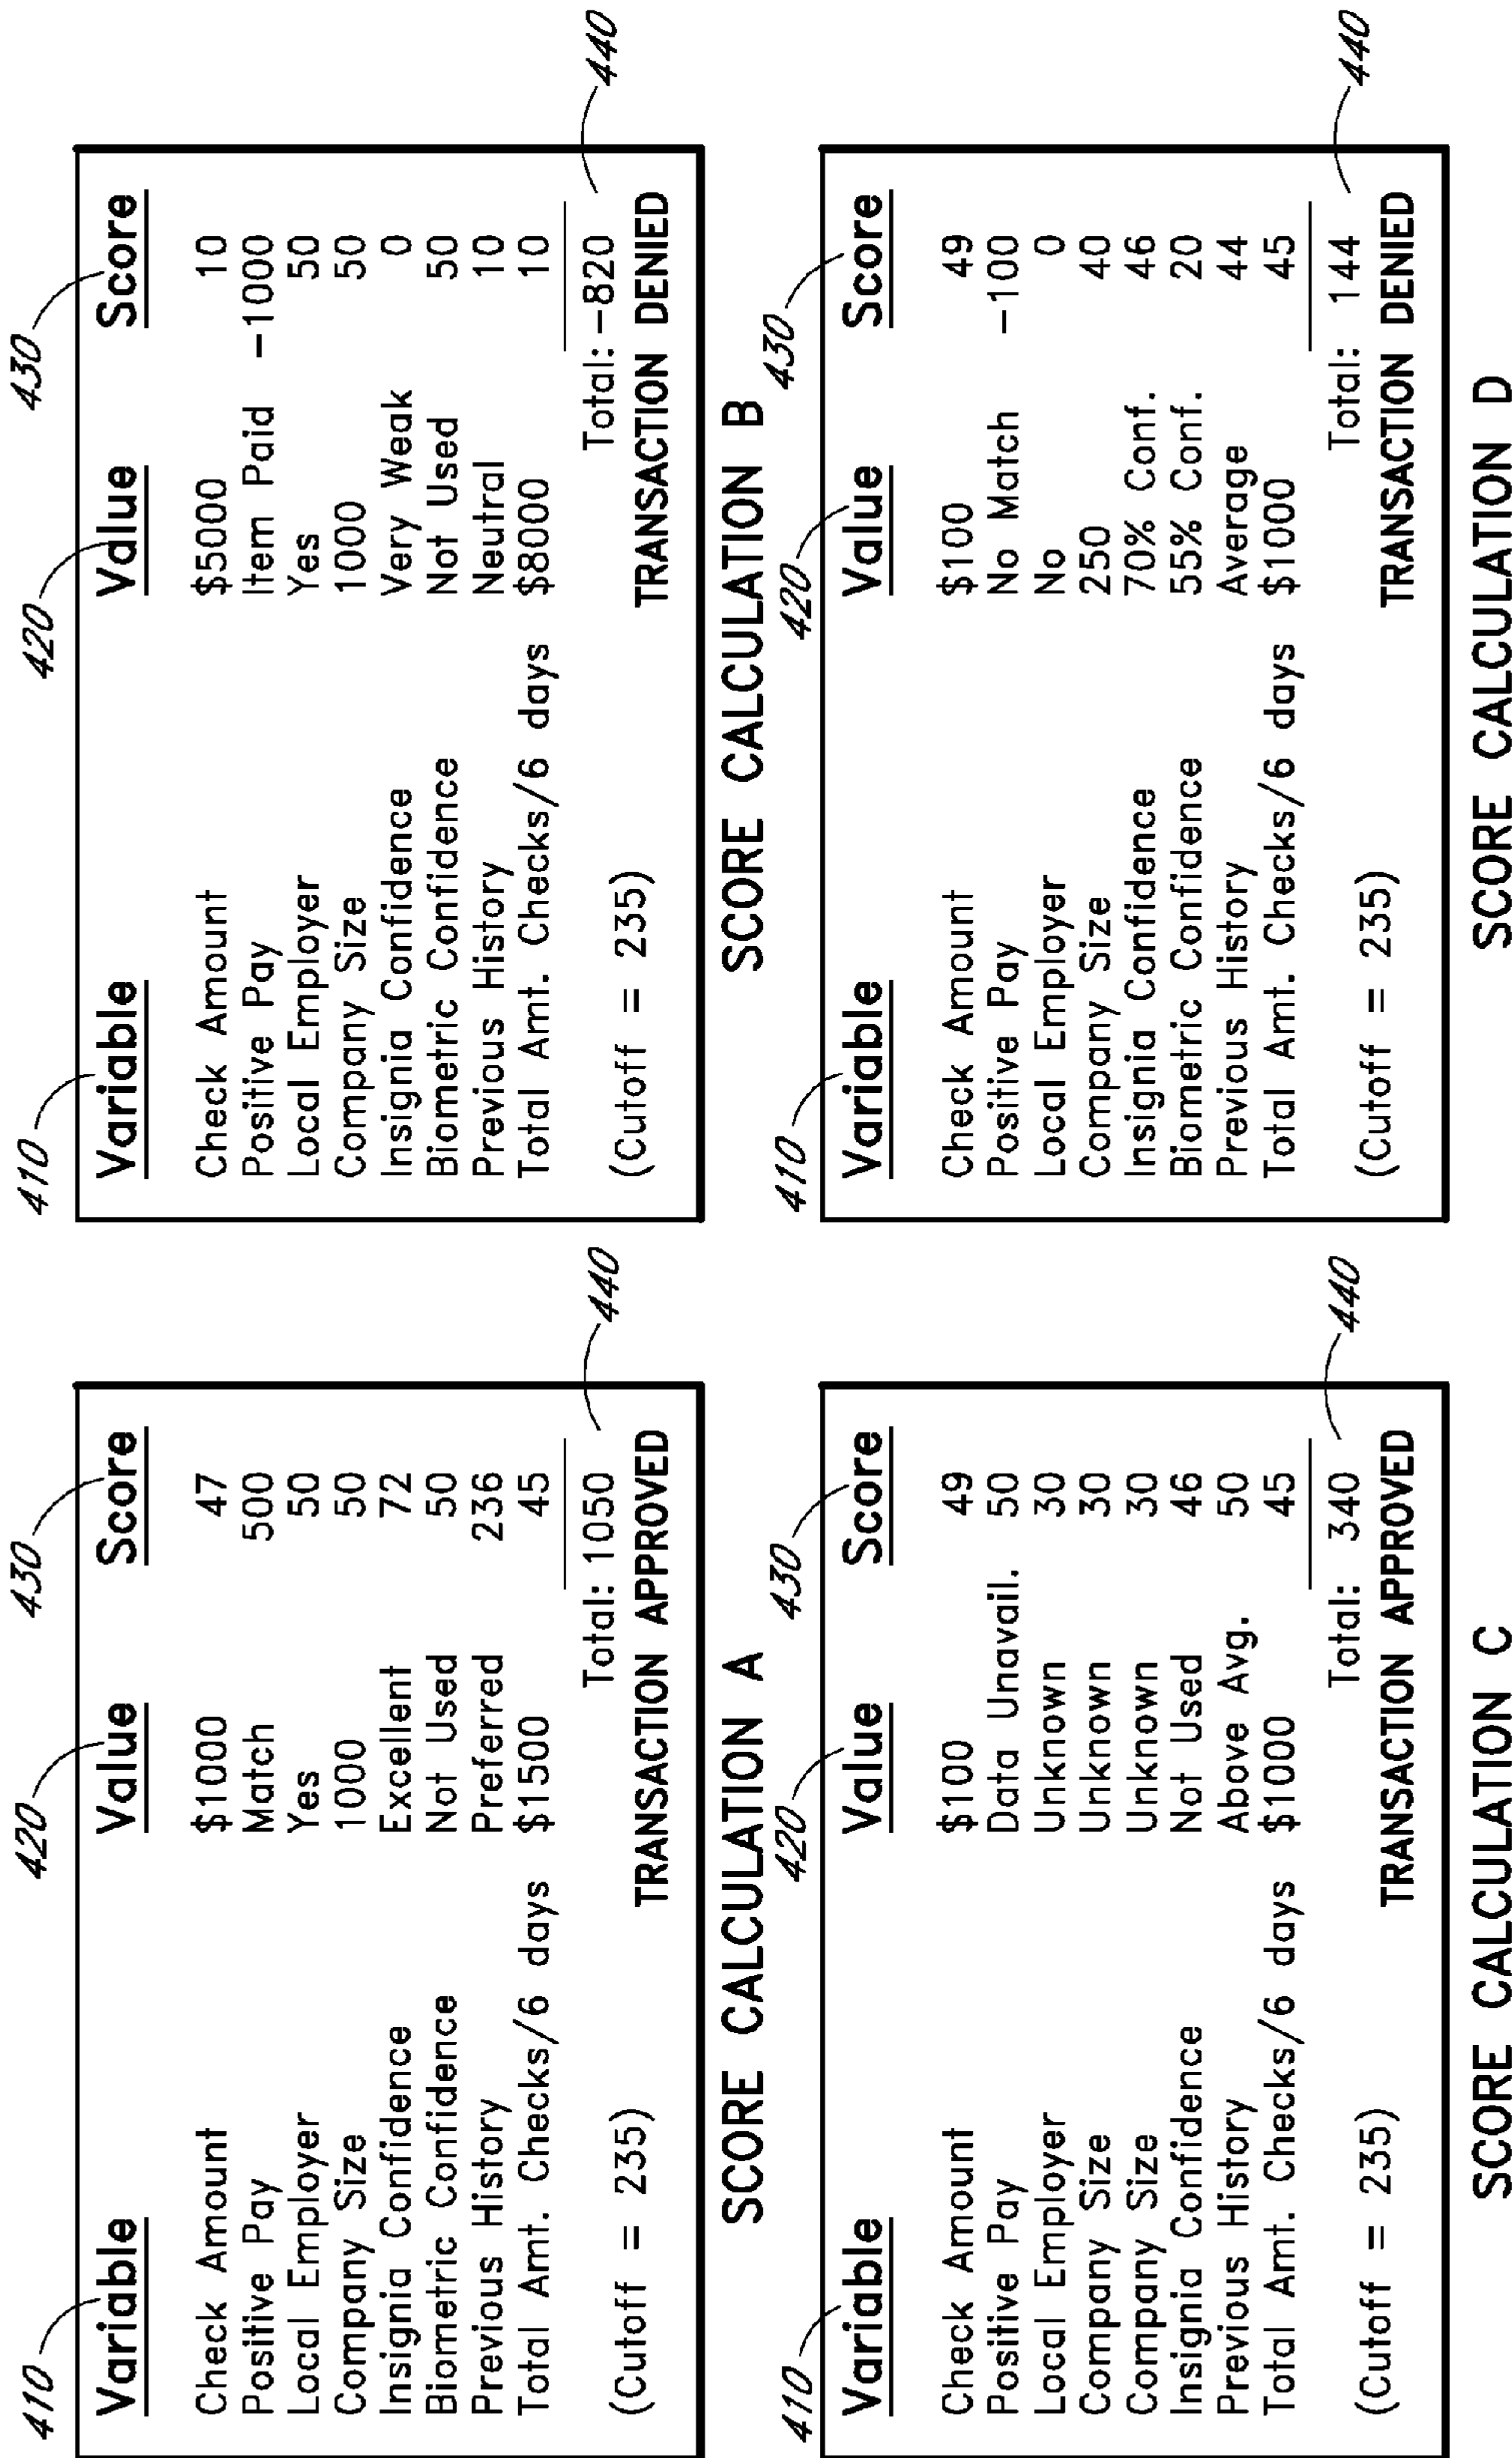 410 420 430
Variable Value Score
Check Amount $1000 47
Positive Pay Match 500
Local Employer Yes 50
Company Size 1000 50
Insignia Confidence Excellent 72
Biometric Confidence Not Used 50
Previous History Preferred 236
Total Amt. Checks/6 days $1500 45
Total: 1050 440
(Cutoff = 235) TRANSACTION APPROVED
SCORE CALCULATION A
410 420 430
Variable Value Score
Check Amount $5000 10
Positive Pay Item Paid -1000
Local Employer Yes 50
Company Size 1000 50
Insignia Confidence Very Weak 0
Biometric Confidence Not Used 50
Previous History Neutral 10
Total Amt. Checks/6 days $8000 10
Total: -820 440
(Cutoff = 235) TRANSACTION DENIED
SCORE CALCULATION B
410 420 430
Variable Value Score
Check Amount $100 49
Positive Pay Data Unavail. 50
Local Employer Unknown 30
Company Size Unknown 30
Company Size Unknown 30
Insignia Confidence Not Used 46
Previous History Above Avg. 50
Total Amt. Checks/6 days $1000 45
Total: 340 440
(Cutoff = 235) TRANSACTION APPROVED
SCORE CALCULATION C
410 420 430
Variable Value Score
Check Amount $100 49
Positive Pay No Match -100
Local Employer No 0
Company Size 250 40
Insignia Confidence 70% Conf. 46
Biometric Confidence 55% Conf. 20
Previous History Average 44
Total Amt. Checks/6 days $1000 45
Total: 144 440
(Cutoff = 235) TRANSACTION DENIED
SCORE CALCULATION D